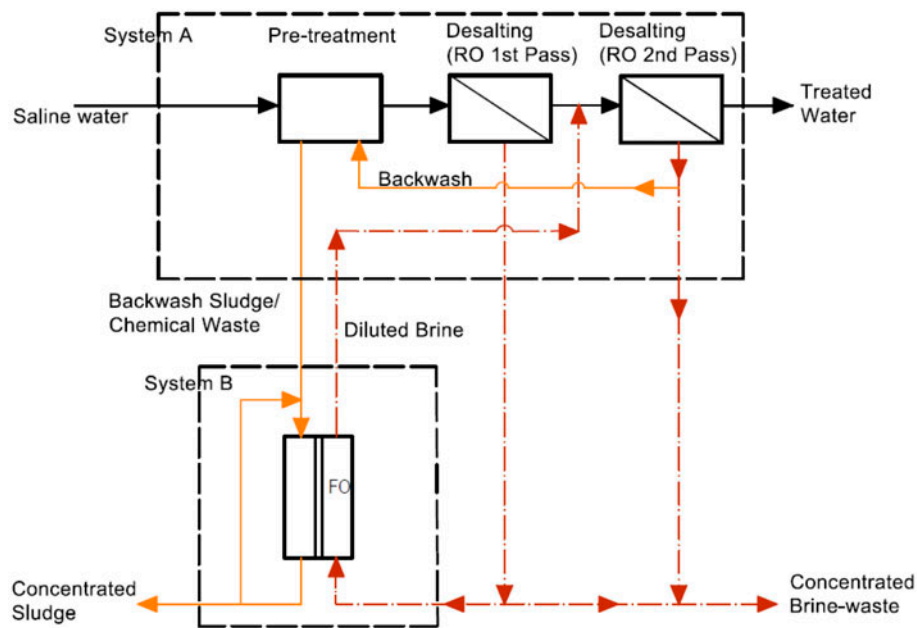 System A
Pre-treatment
Desalting
(RO 1st Pass)
Desalting
(RO 2nd Pass)
Saline water
Treated
Water
Backwash
Backwash Sludge/
Chemical Waste
Diluted Brine
System B
FO
Concentrated
Sludge
Concentrated
Brine-waste